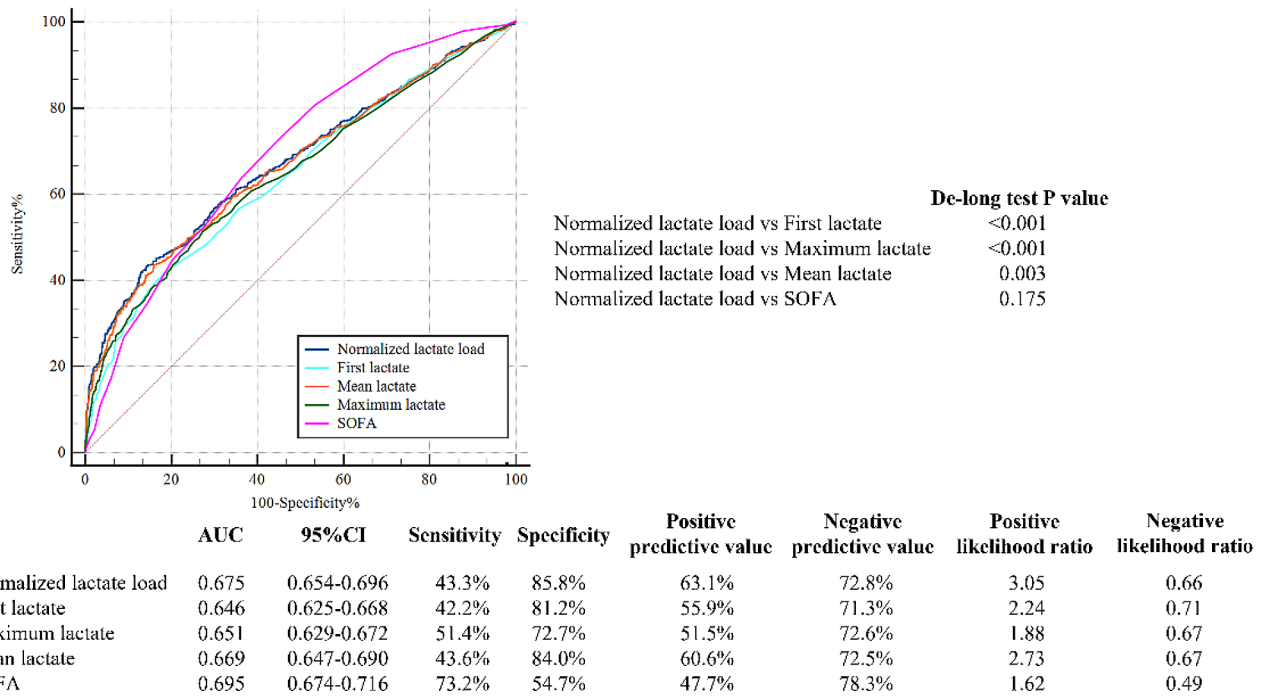 100
80
60
40
20
0
Sensitivity%
Normalized lactate load
First lactate
Mean lactate
Maximum lactate
SOFA
0 20 40 60 80 100
100-Specificity%
De-long test P value
Normalized lactate load vs First lactate <0.001
Normalized lactate load vs Maximum lactate <0.001
Normalized lactate load vs Mean lactate 0.003
Normalized lactate load vs SOFA 0.175
AUC 95%CI Sensitivity Specificity Positive predictive value Negative predictive value Positive likelihood ratio Negative likelihood ratio
rmalized lactate load 0.675 0.654-0.696 43.3% 85.8% 63.1% 72.8% 3.05 0.66
t lactate 0.646 0.625-0.668 42.2% 81.2% 55.9% 71.3% 2.24 0.71
ximum lactate 0.651 0.629-0.672 51.4% 72.7% 51.5% 72.6% 1.88 0.67
an lactate 0.669 0.647-0.690 43.6% 84.0% 60.6% 72.5% 2.73 0.67
FA 0.695 0.674-0.716 73.2% 54.7% 47.7% 78.3% 1.62 0.49